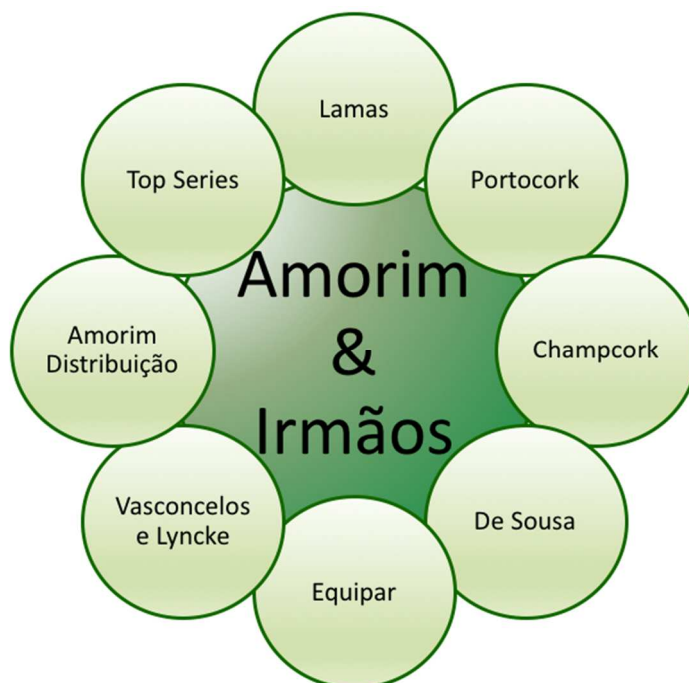 Lamas
Top Series
Portocork
Amorim
&
Irmãos
Amorim
Distribuição
Champcork
Vasconcelos
e Lyncke
De Sousa
Equipar